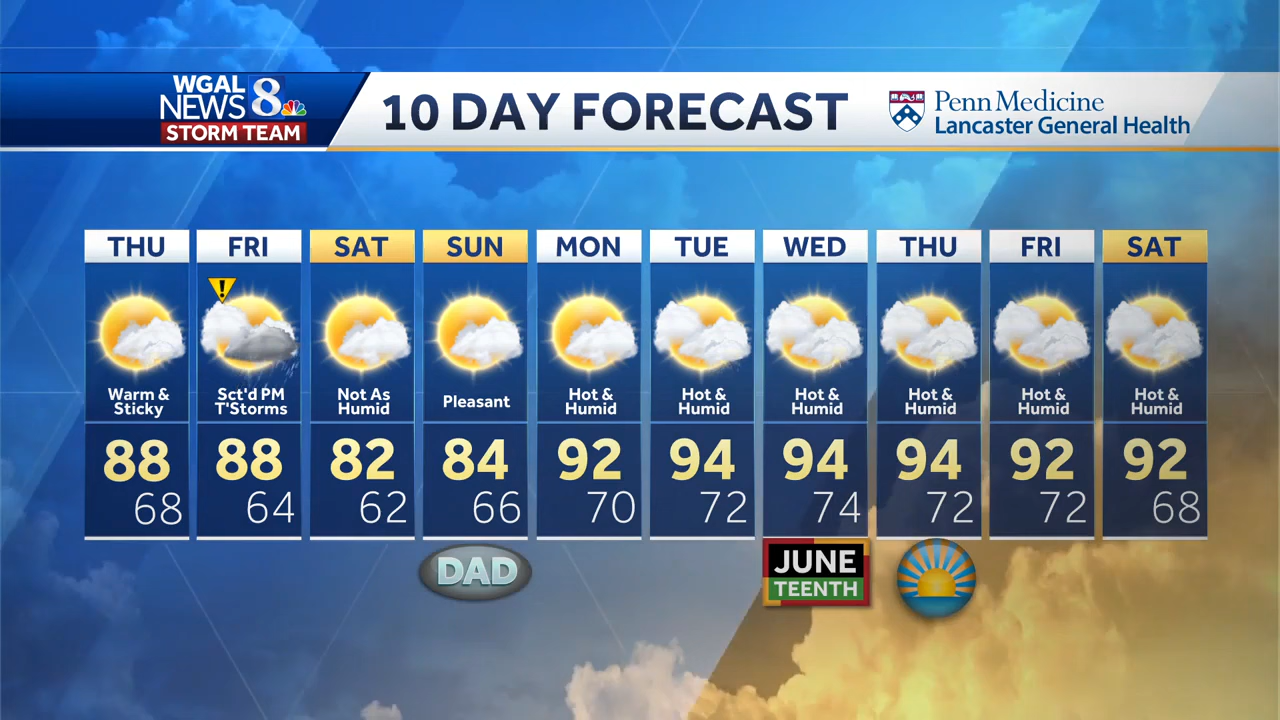 WGAL
NEWS 8
STORM TEAM
10 DAY FORECAST
Penn Medicine
Lancaster General Health
THU FRI SAT SUN MON TUE WED THU FRI SAT
!
Warm & Sct'd PM Not As Pleasant Hot & Hot & Hot & Hot & Hot & Hot &
Sticky T'Storms Humid Humid Humid Humid Humid Humid Humid
88 88 82 84 92 94 94 94 92 92
68 64 62 66 70 72 74 72 72 68
DAD
JUNE
TEENTH